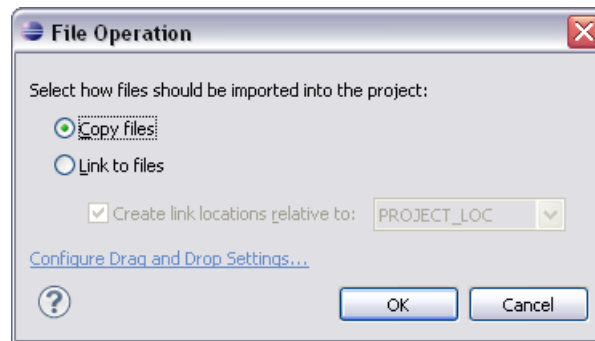 File Operation
Select how files should be imported into the project:
Copy files
Link to files
Create link locations relative to: PROJECT_LOC
Configure Drag and Drop Settings...
? OK Cancel